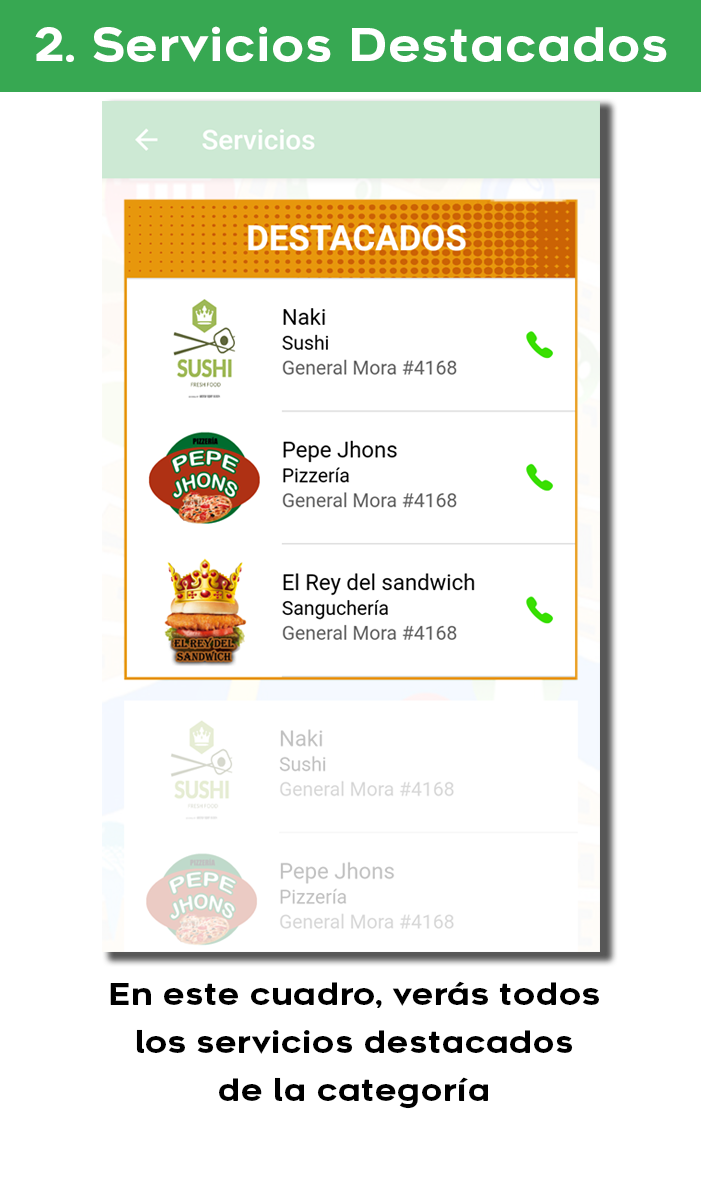 2. Servicios Destacados
Servicios
DESTACADOS
SUSHI
FRESH FOOD
Naki
Sushi
General Mora #4168
PIZZERÍA
PEPE
JHONS
Pepe Jhons
Pizzería
General Mora #4168
EL REY DEL
SANDWICH
El Rey del sandwich
Sanguchería
General Mora #4168
SUSHI
FRESH FOOD
Naki
Sushi
General Mora #4168
PIZZERÍA
PEPE
JHONS
Pepe Jhons
Pizzería
General Mora #4168
En este cuadro, verás todos
los servicios destacados
de la categoría